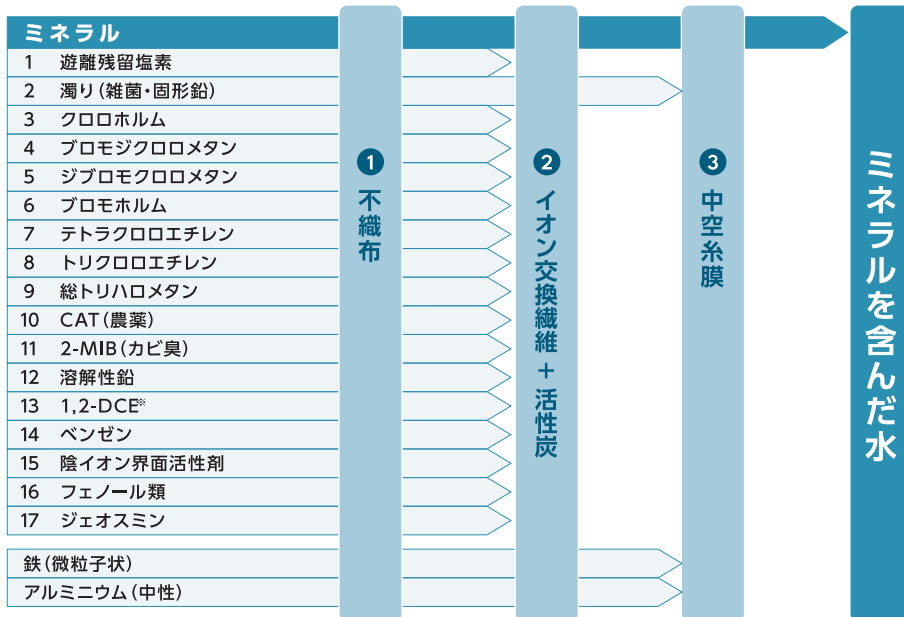 ミネラル
1 遊離残留塩素
2 濁り(雑菌・固形鉛)
3 クロロホルム
4 ブロモジクロロメタン
5 ジブロモクロロメタン
6 ブロモホルム
7 テトラクロロエチレン
8 トリクロロエチレン
9 総トリハロメタン
10 CAT(農薬)
11 2-MIB(カビ臭)
12 溶解性鉛
13 1,2-DCE※
14 ベンゼン
15 陰イオン界面活性剤
16 フェノール類
17 ジェオスミン
鉄(微粒子状)
アルミニウム(中性)
❶ 不織布
❷ イオン交換繊維+活性炭
❸ 中空糸膜
ミネラルを含んだ水